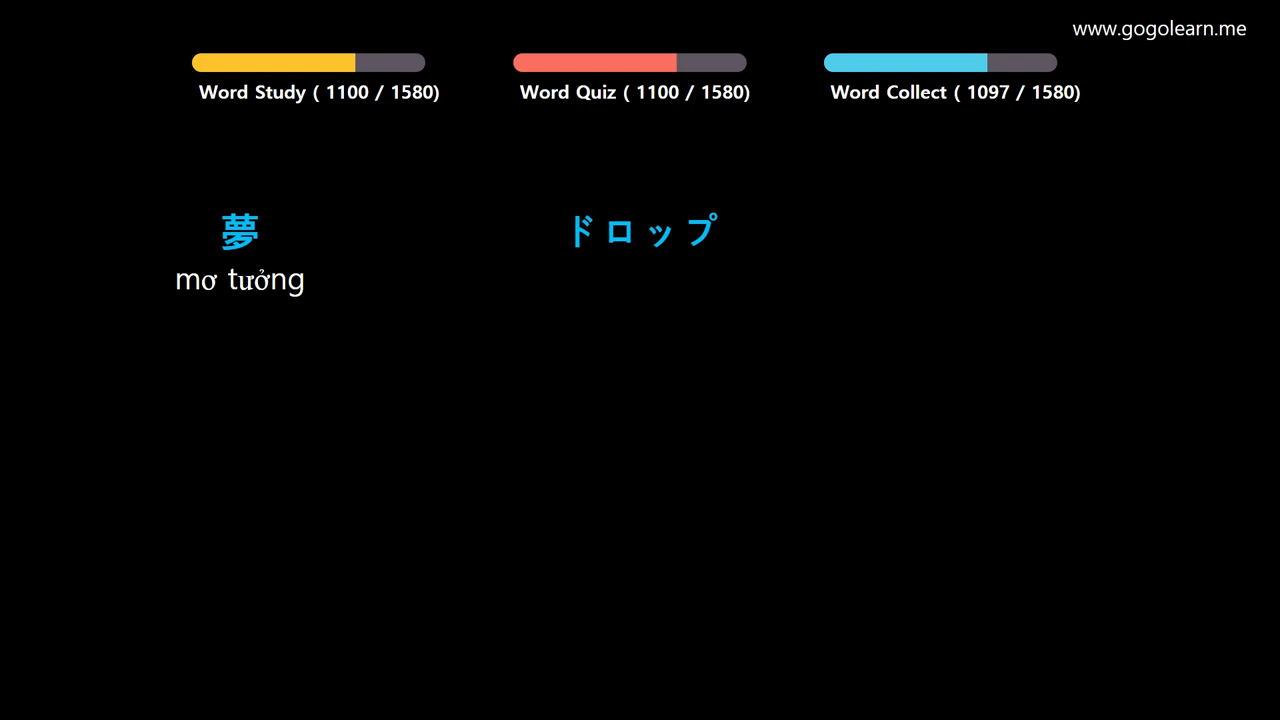 www.gogolearn.me
Word Study ( 1100 / 1580)
Word Quiz ( 1100 / 1580)
Word Collect ( 1097 / 1580)
夢
mơ tưởng
ドロップ